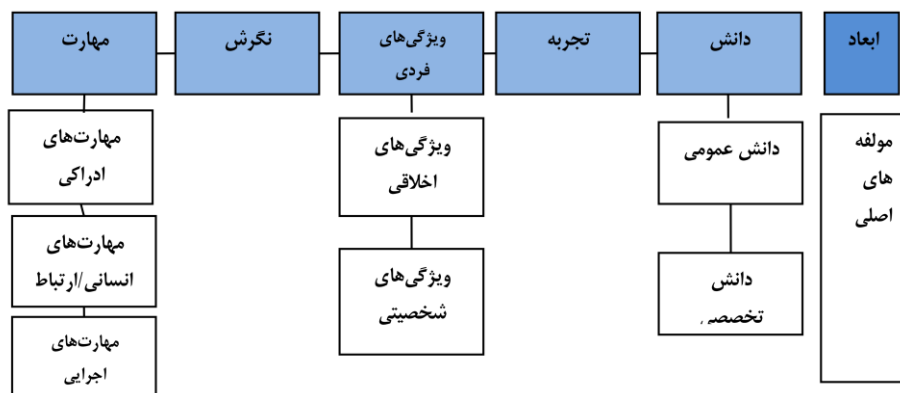 ابعاد
دانش
تجربه
ویژگی‌های
فردی
نگرش
مهارت
مولفه
های
اصلی
دانش عمومی
دانش
تخصصی
ویژگی‌های
اخلاقی
ویژگی‌های
شخصیتی
مهارت‌های
ادراکی
مهارت‌های
انسانی/ارتباط
مهارت‌های
اجرایی